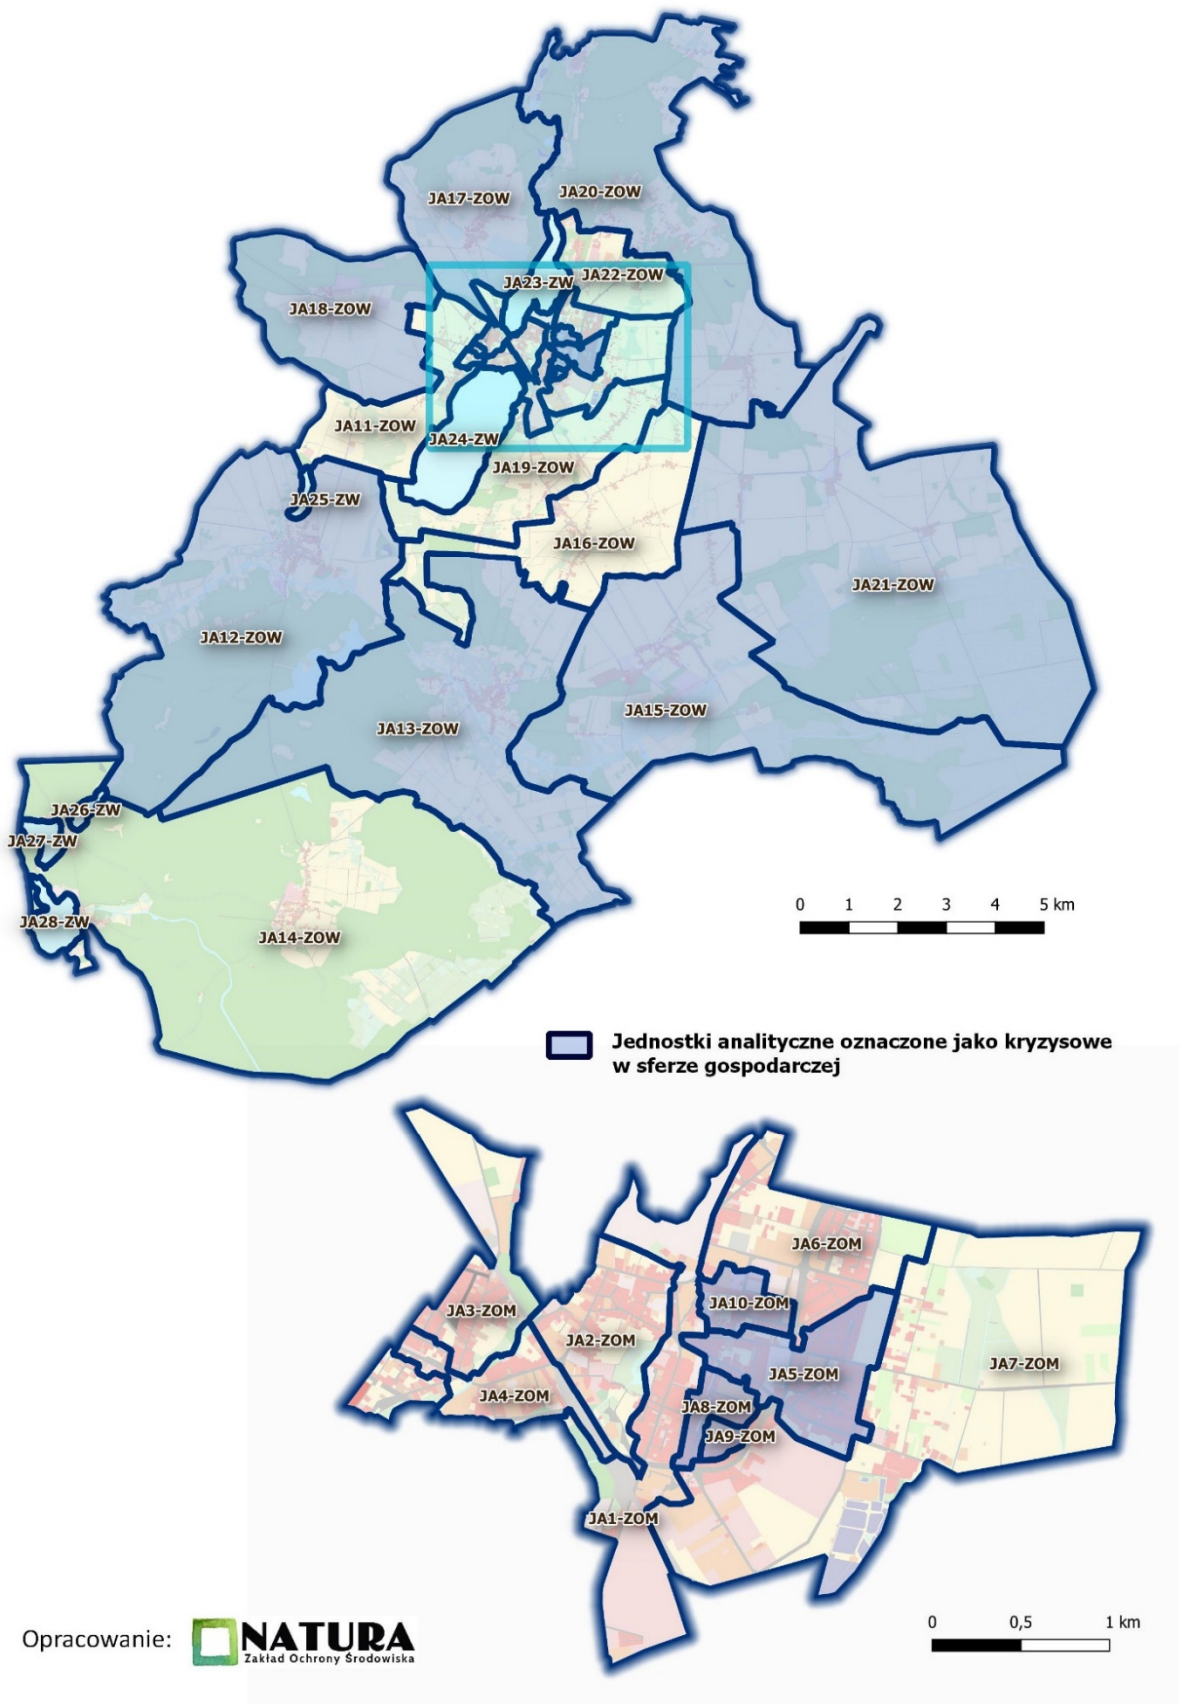 JA17-ZOW
JA20-ZOW
JA23-ZW
JA22-ZOW
JA18-ZOW
JA11-ZOW
JA24-ZW
JA19-ZOW
JA25-ZW
JA16-ZOW
JA21-ZOW
JA12-ZOW
JA15-ZOW
JA13-ZOW
JA26-ZW
JA27-ZW
JA28-ZW
JA14-ZOW
0 1 2 3 4 5 km
Jednostki analityczne oznaczone jako kryzysowe
w sferze gospodarczej
JA6-ZOM
JA10-ZOM
JA3-ZOM
JA2-ZOM
JA7-ZOM
JA5-ZOM
JA4-ZOM
JA8-ZOM
JA9-ZOM
JA1-ZOM
0 0,5 1 km
Opracowanie:
NATURA
Zakład Ochrony Środowiska